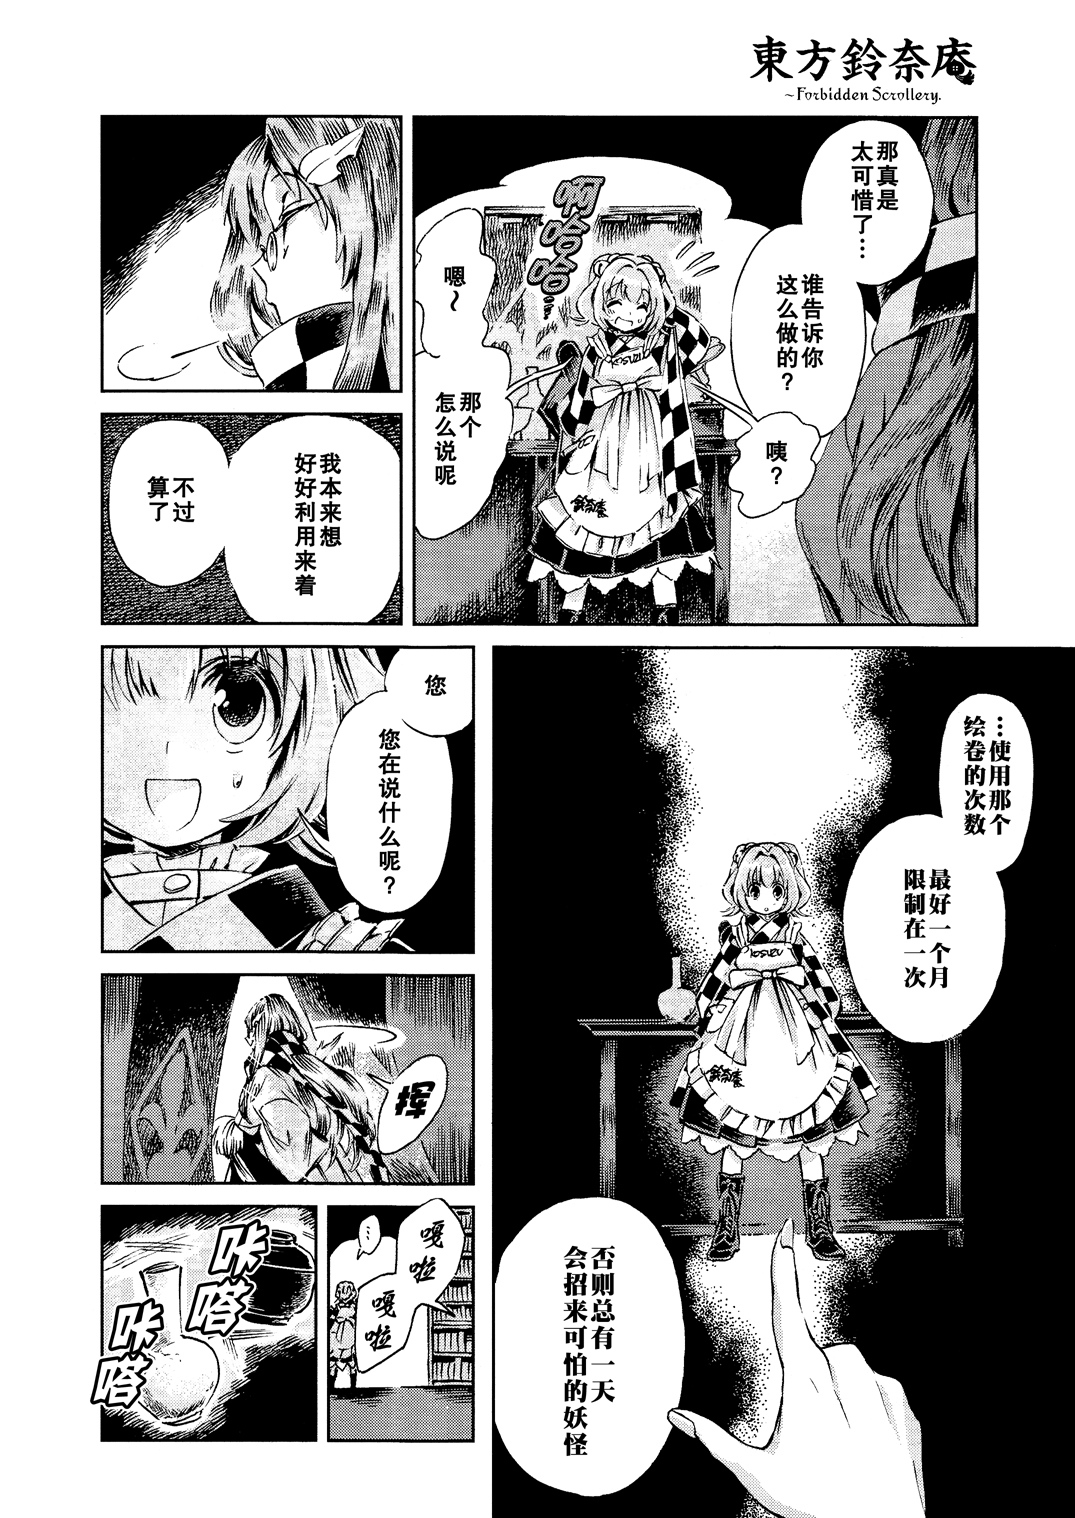 東方鈴奈庵
~Forbidden Scrollery.
那真是
太可惜了…
谁告诉你
这么做的？
咦？
啊哈哈…
KOSUZU
鈴奈庵
嗯~
那个
怎么说呢
我本来想
好好利用来着
不过
算了
您
您在说什么呢？
…使用那个
绘卷的次数
最好一个月
限制在一次
KOSUZU
鈴奈庵
否则总有一天
会招来可怕的妖怪
挥
嘎啦
嘎啦
…
咔嗒
咔嗒